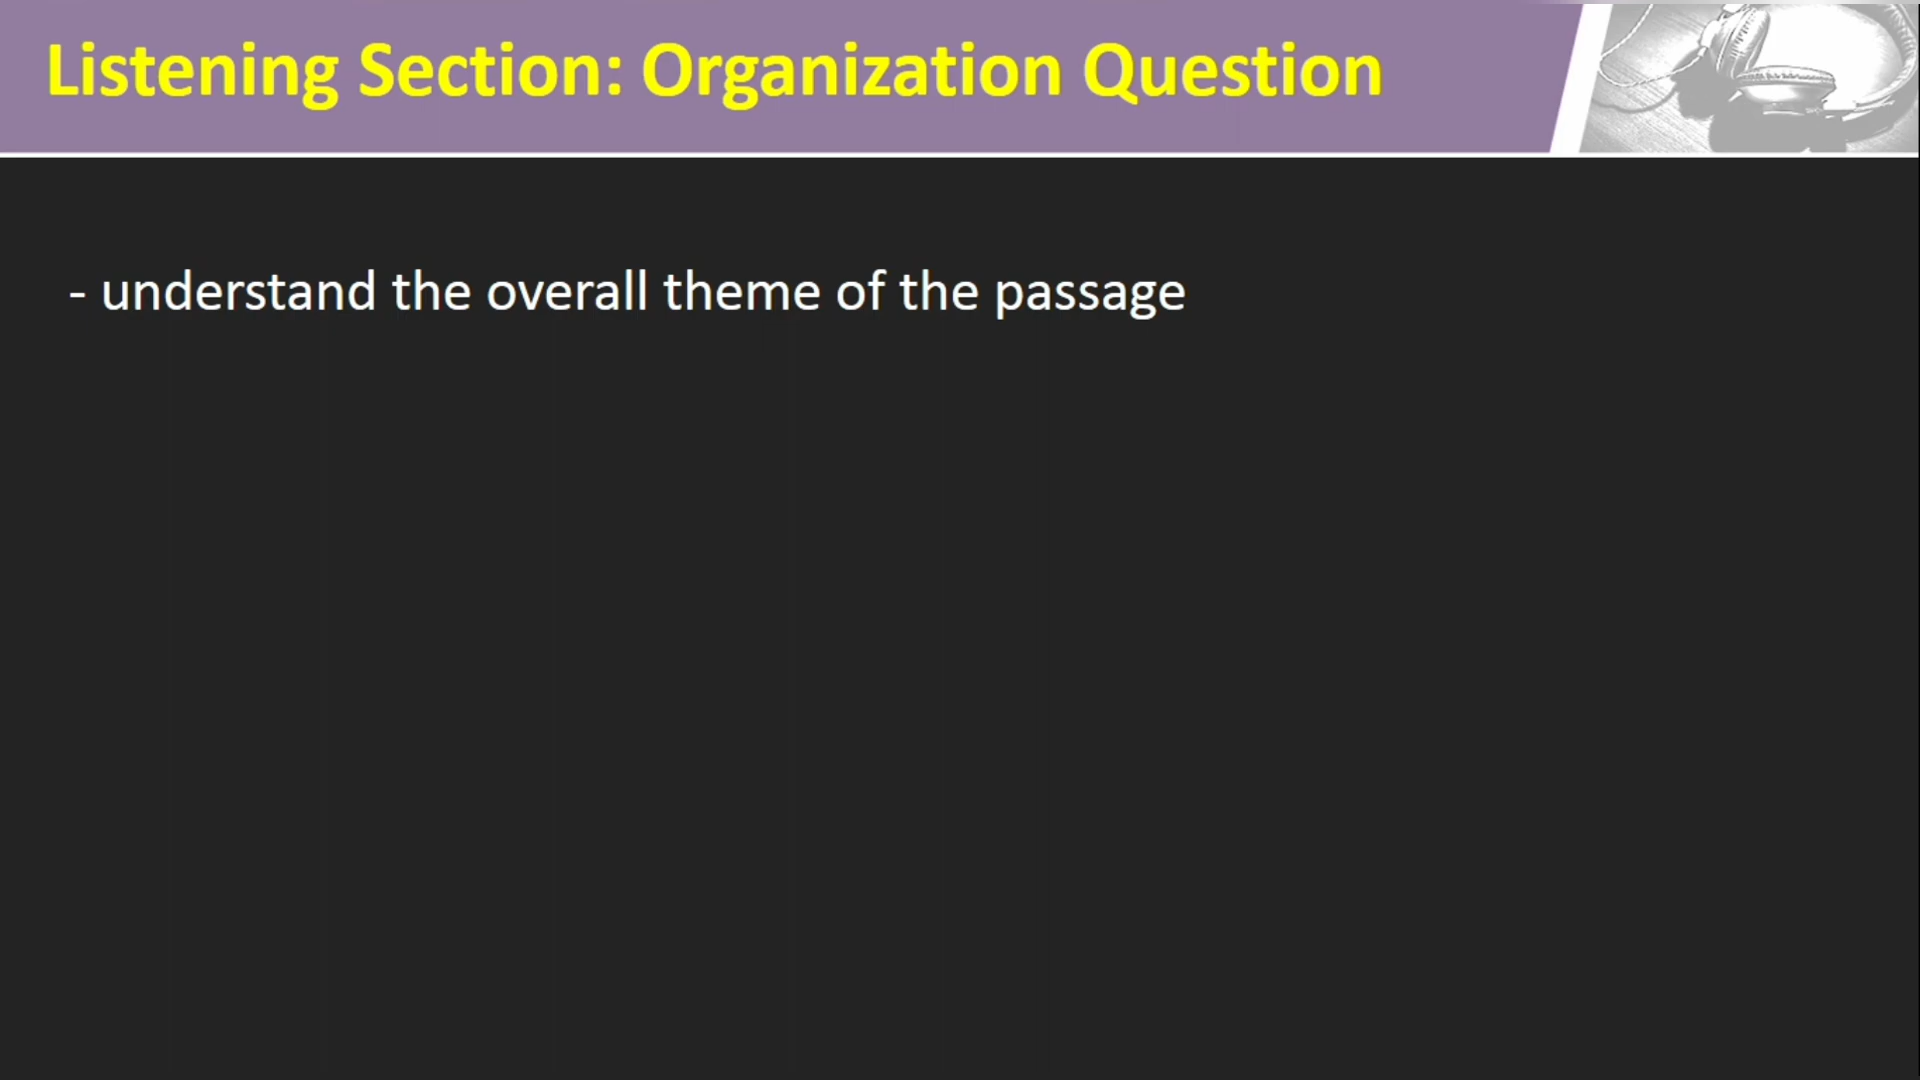 Listening Section: Organization Question
- understand the overall theme of the passage